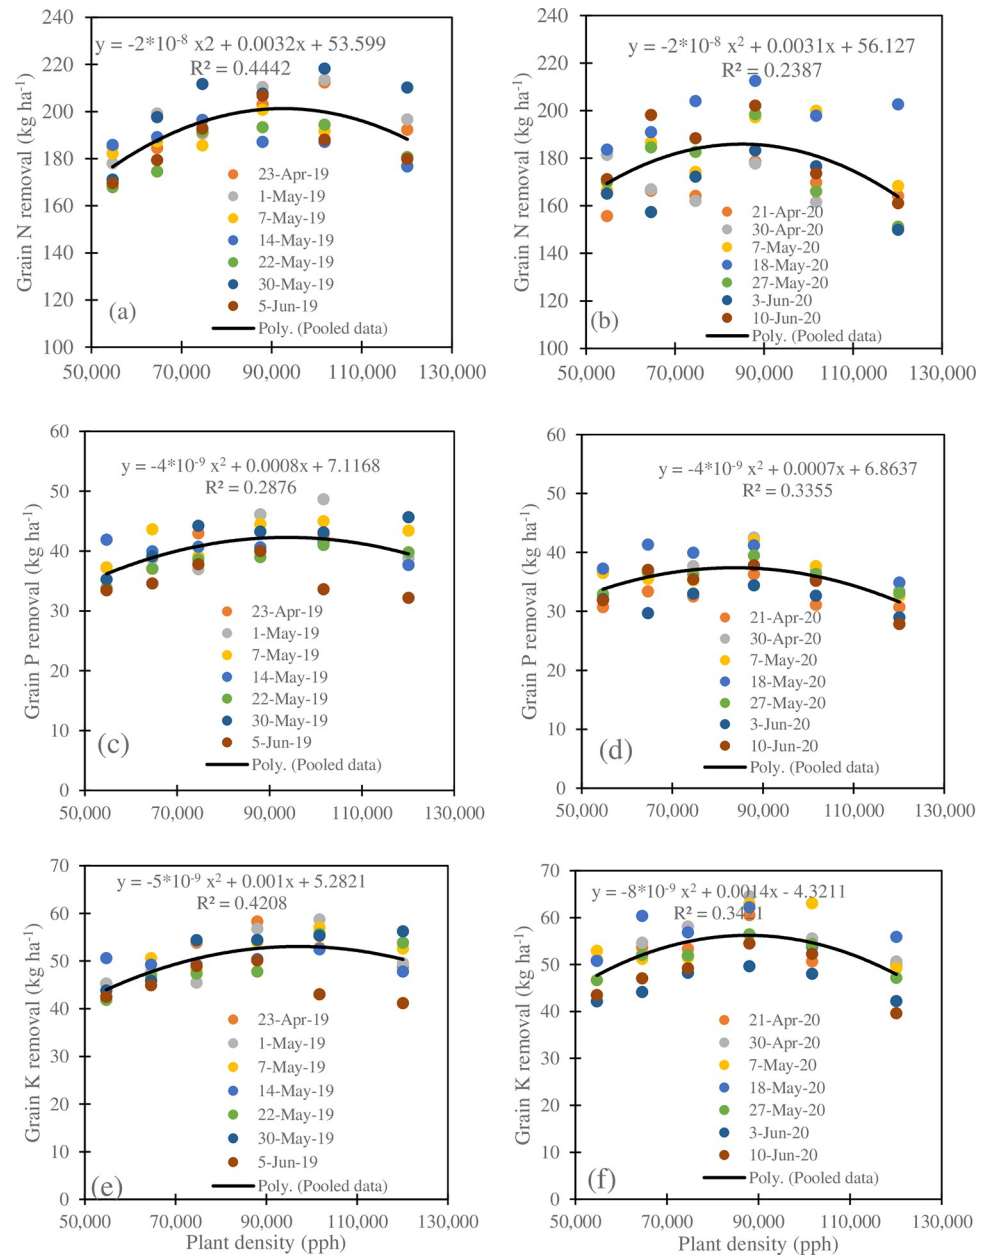 y = -2*10-8 x2 + 0.0032x + 53.599
R² = 0.4442
Grain N removal (kg ha-1)
240
220
200
180
160
140
120
100
23-Apr-19
1-May-19
7-May-19
14-May-19
22-May-19
30-May-19
5-Jun-19
Poly. (Pooled data)
(a)
50,000 70,000 90,000 110,000 130,000
y = -2*10-8 x2 + 0.0031x + 56.127
R² = 0.2387
Grain N removal (kg ha-1)
240
220
200
180
160
140
120
100
21-Apr-20
30-Apr-20
7-May-20
18-May-20
27-May-20
3-Jun-20
10-Jun-20
Poly. (Pooled data)
(b)
50,000 70,000 90,000 110,000 130,000
y = -4*10-9 x2 + 0.0008x + 7.1168
R² = 0.2876
Grain P removal (kg ha-1)
60
50
40
30
20
10
0
23-Apr-19
1-May-19
7-May-19
14-May-19
22-May-19
30-May-19
5-Jun-19
Poly. (Pooled data)
(c)
50,000 70,000 90,000 110,000 130,000
y = -4*10-9 x2 + 0.0007x + 6.8637
R² = 0.3355
Grain P removal (kg ha-1)
60
50
40
30
20
10
0
21-Apr-20
30-Apr-20
7-May-20
18-May-20
27-May-20
3-Jun-20
10-Jun-20
Poly. (Pooled data)
(d)
50,000 70,000 90,000 110,000 130,000
y = -5*10-9 x2 + 0.001x + 5.2821
R² = 0.4208
Grain K removal (kg ha-1)
70
60
50
40
30
20
10
0
23-Apr-19
1-May-19
7-May-19
14-May-19
22-May-19
30-May-19
5-Jun-19
Poly. (Pooled data)
(e)
50,000 70,000 90,000 110,000 130,000
Plant density (pph)
y = -8*10-9 x2 + 0.0014x - 4.3211
R² =
Grain K removal (kg ha-1)
70
60
50
40
30
20
10
0
21-Apr-20
30-Apr-20
7-May-20
18-May-20
27-May-20
3-Jun-20
10-Jun-20
Poly. (Pooled data)
(f)
50,000 70,000 90,000 110,000 130,000
Plant density (pph)